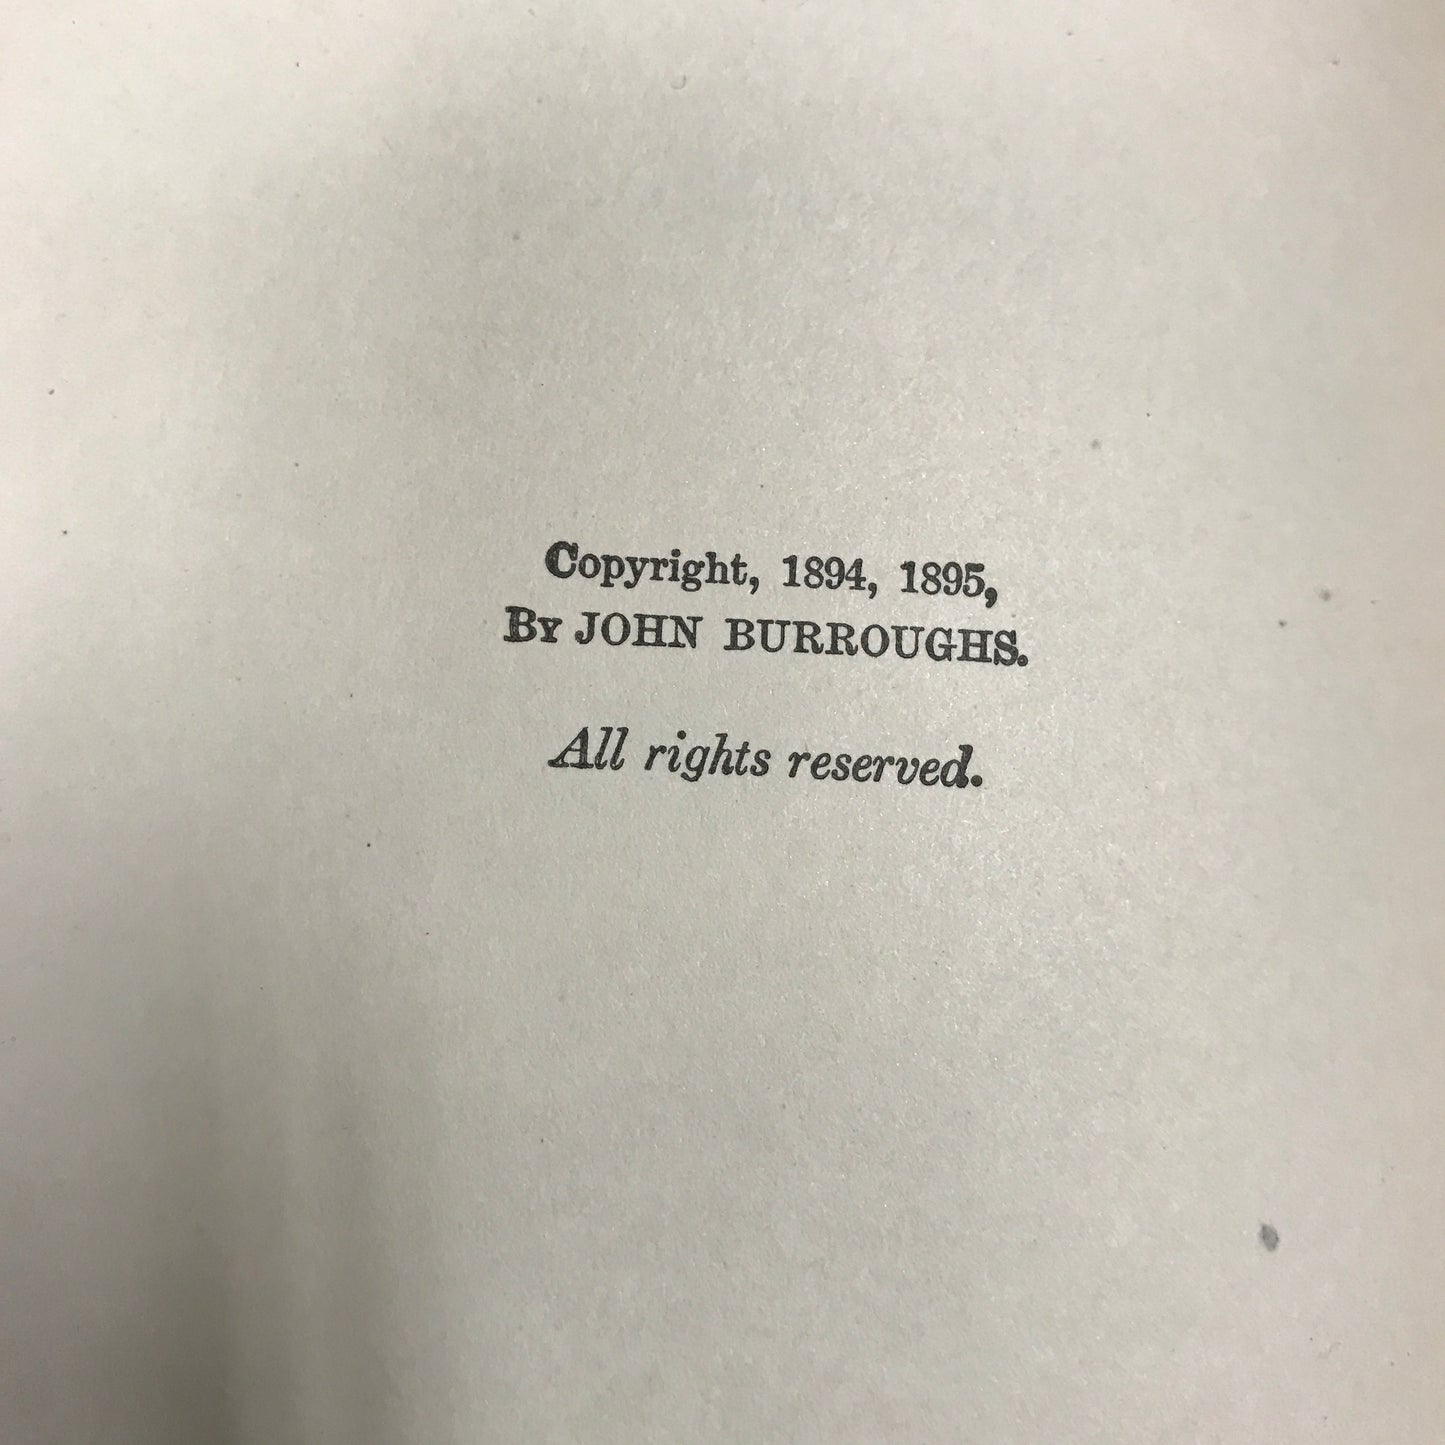 Copyright, 1894, 1895,
By JOHN BURROUGHS.
All rights reserved.